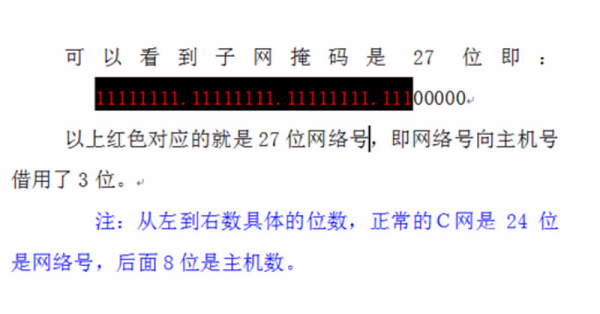 可以看到子网掩码是 27 位即：
11111111.11111111.11111111.11100000
以上红色对应的就是 27 位网络号，即网络号向主机号
借用了 3 位。
注：从左到右数具体的位数，正常的C网是 24 位
是网络号，后面 8 位是主机数。